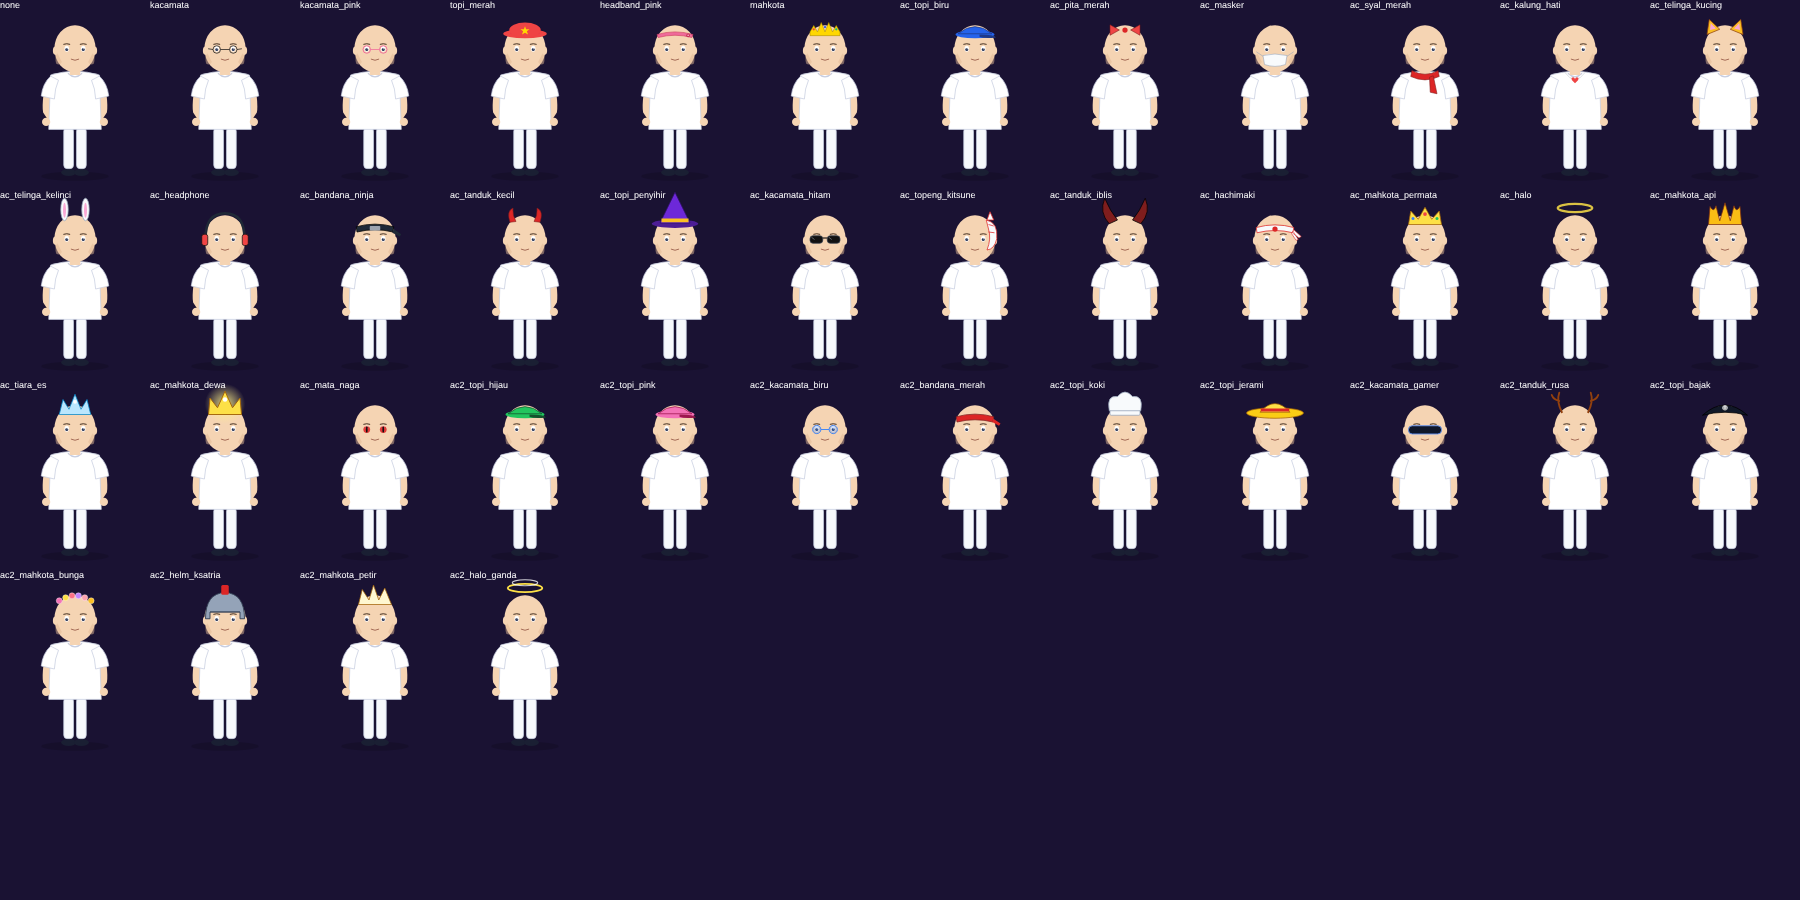 none
kacamata
kacamata_pink
topi_merah
headband_pink
mahkota
ac_topi_biru
ac_pita_merah
ac_masker
ac_syal_merah
ac_kalung_hati
ac_telinga_kucing
ac_telinga_kelinci
ac_headphone
ac_bandana_ninja
ac_tanduk_kecil
ac_topi_penyihir
ac_kacamata_hitam
ac_topeng_kitsune
ac_tanduk_iblis
ac_hachimaki
ac_mahkota_permata
ac_halo
ac_mahkota_api
ac_tiara_es
ac_mahkota_dewa
ac_mata_naga
ac2_topi_hijau
ac2_topi_pink
ac2_kacamata_biru
ac2_bandana_merah
ac2_topi_koki
ac2_topi_jerami
ac2_kacamata_gamer
ac2_tanduk_rusa
ac2_topi_bajak
ac2_mahkota_bunga
ac2_helm_ksatria
ac2_mahkota_petir
ac2_halo_ganda